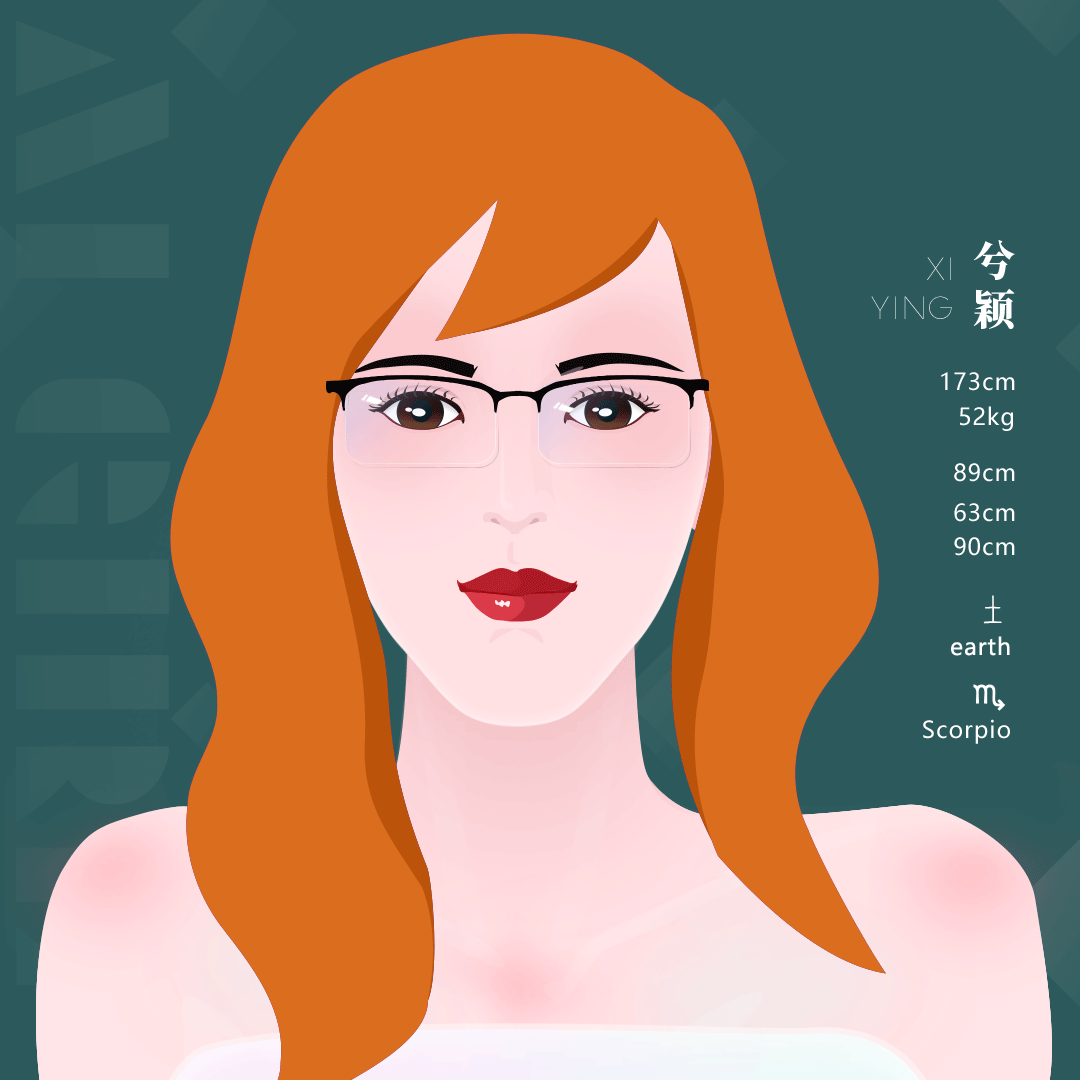 XI 兮
YING 颖
173cm
52kg
89cm
63cm
90cm
土
earth
♏
Scorpio